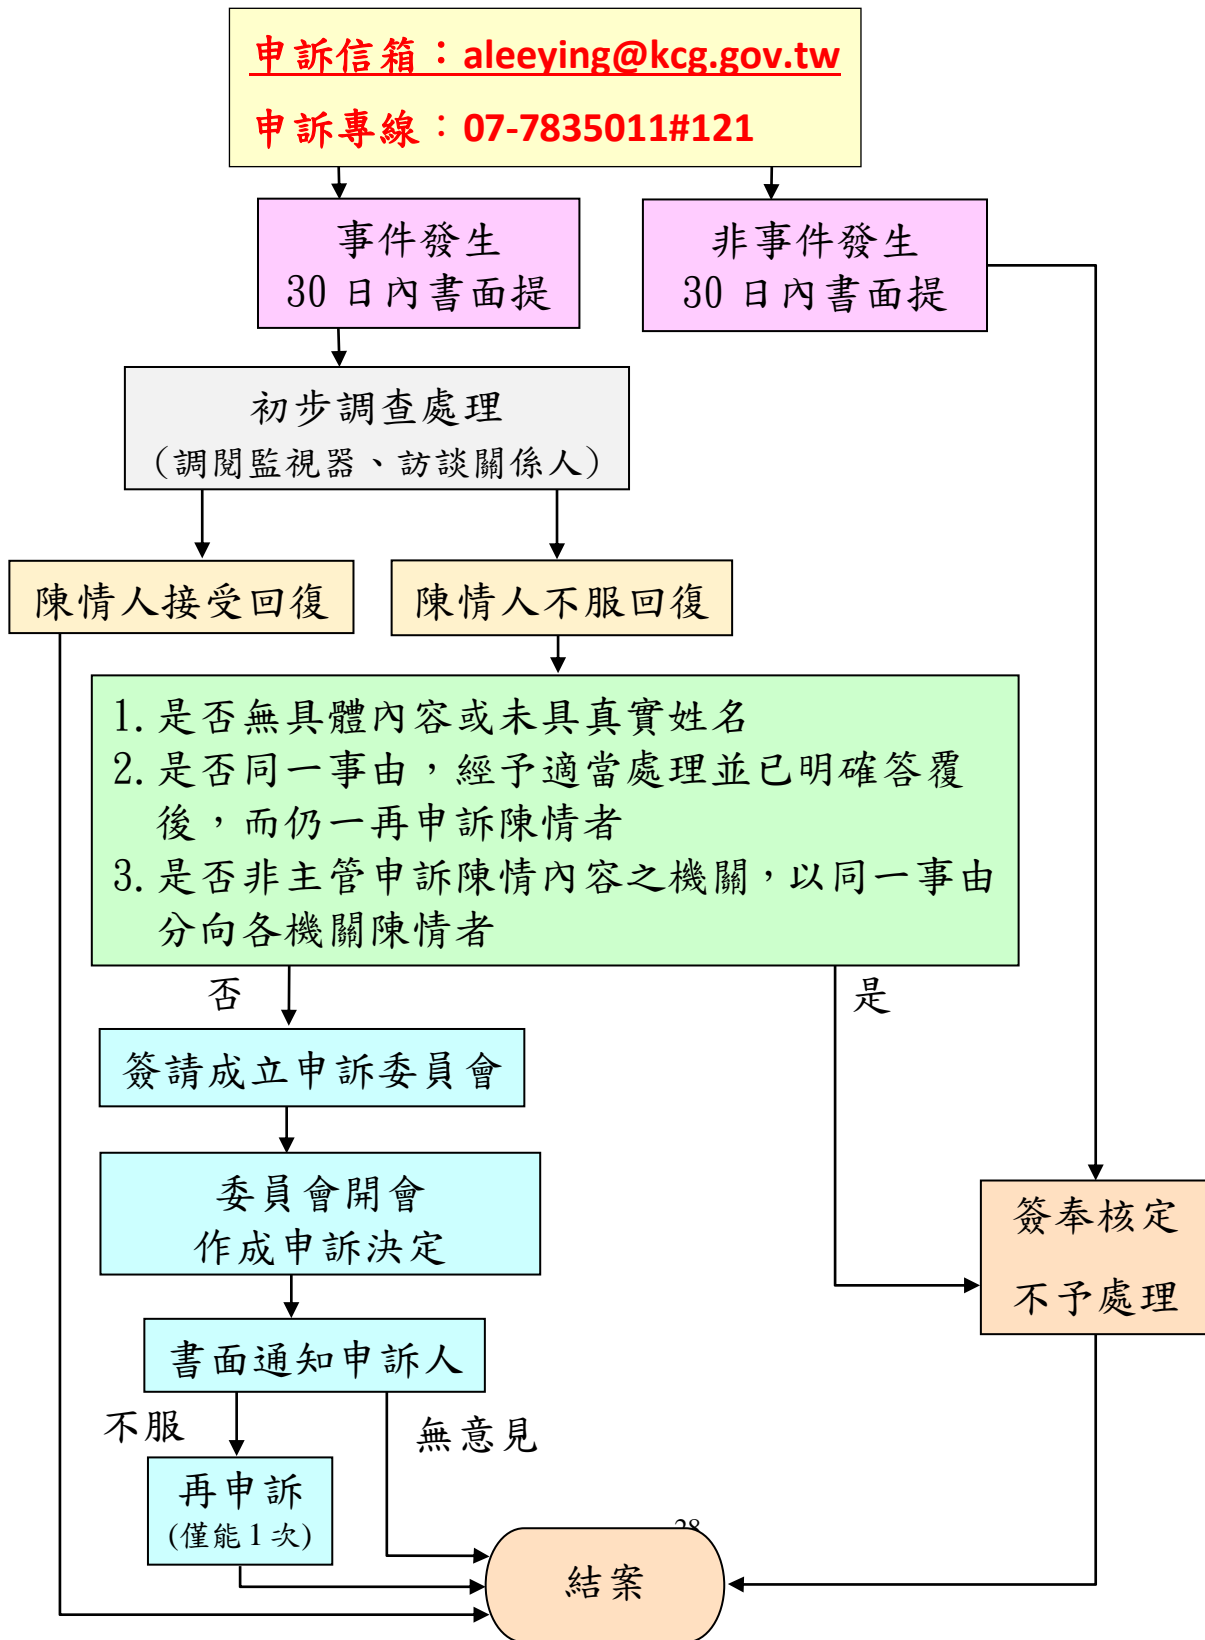 申訴信箱：aleeying@kcg.gov.tw
申訴專線：07-7835011#121
事件發生
30 日內書面提
非事件發生
30 日內書面提
初步調查處理
（調閱監視器、訪談關係人）
陳情人接受回復
陳情人不服回復
1. 是否無具體內容或未具真實姓名
2. 是否同一事由，經予適當處理並已明確答覆
後，而仍一再申訴陳情者
3. 是否非主管申訴陳情內容之機關，以同一事由
分向各機關陳情者
否
是
簽請成立申訴委員會
委員會開會
作成申訴決定
簽奉核定
不予處理
書面通知申訴人
不服
無意見
再申訴
(僅能 1 次)
28
結案